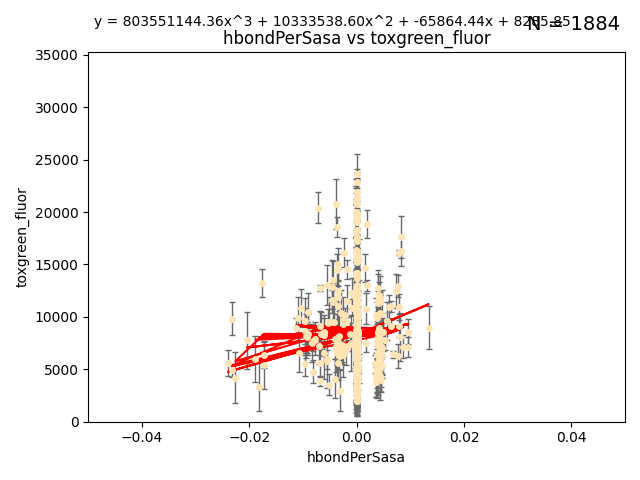 y = 803551144.36x^3 + 10333538.60x^2 + -65864.44x +
N = 1884
hbondPerSasa vs toxgreen_fluor
35000
30000
25000
20000
15000
10000
5000
0
toxgreen_fluor
−0.04
−0.02
0.00
0.02
0.04
hbondPerSasa